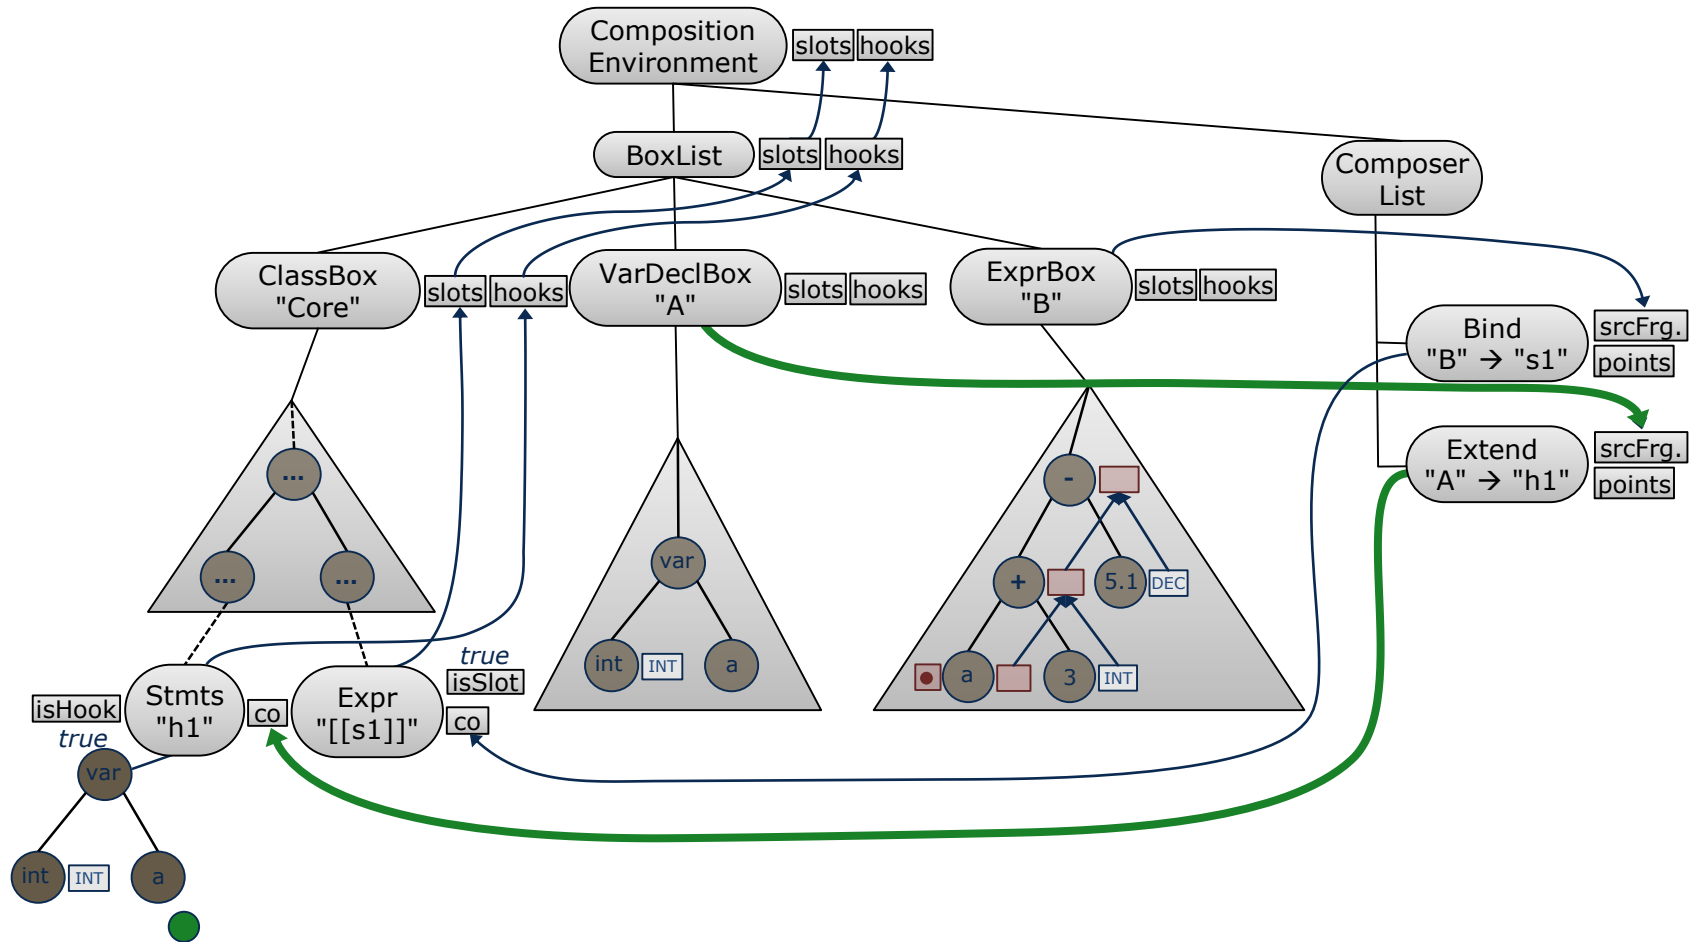 Composition
Environment
slots
hooks
BoxList
slots
hooks
Composer
List
ClassBox
"Core"
slots
hooks
VarDeclBox
"A"
slots
hooks
ExprBox
"B"
slots
hooks
Bind
"B" → "s1"
srcFrg.
points
Extend
"A" → "h1"
srcFrg.
points
...
...
...
var
int
INT
a
-
+
5.1
DEC
a
3
INT
isHook
true
Stmts
"h1"
co
Expr
"[[s1]]"
true
isSlot
co
var
int
INT
a